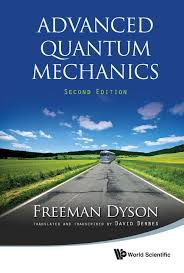 ADVANCED
QUANTUM
MECHANICS
SECOND EDITION
FREEMAN DYSON
TRANSLATED AND TRANSCRIBED BY DAVID DERBES
World Scientific